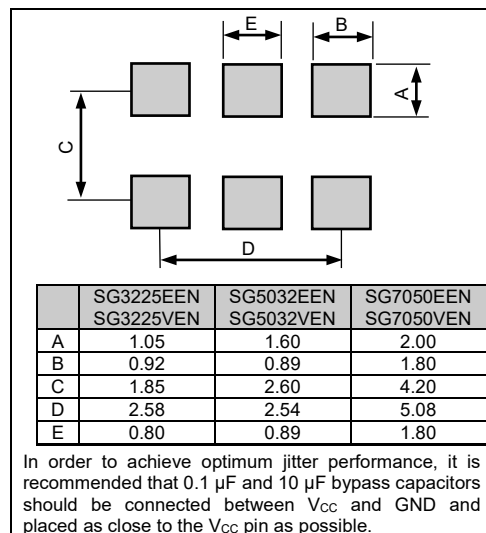 E
B
A
C
D
SG3225EEN SG5032EEN SG7050EEN
SG3225VEN SG5032VEN SG7050VEN
A 1.05 1.60 2.00
B 0.92 0.89 1.80
C 1.85 2.60 4.20
D 2.58 2.54 5.08
E 0.80 0.89 1.80
In order to achieve optimum jitter performance, it is
recommended that 0.1 µF and 10 µF bypass capacitors
should be connected between VCC and GND and
placed as close to the VCC pin as possible.